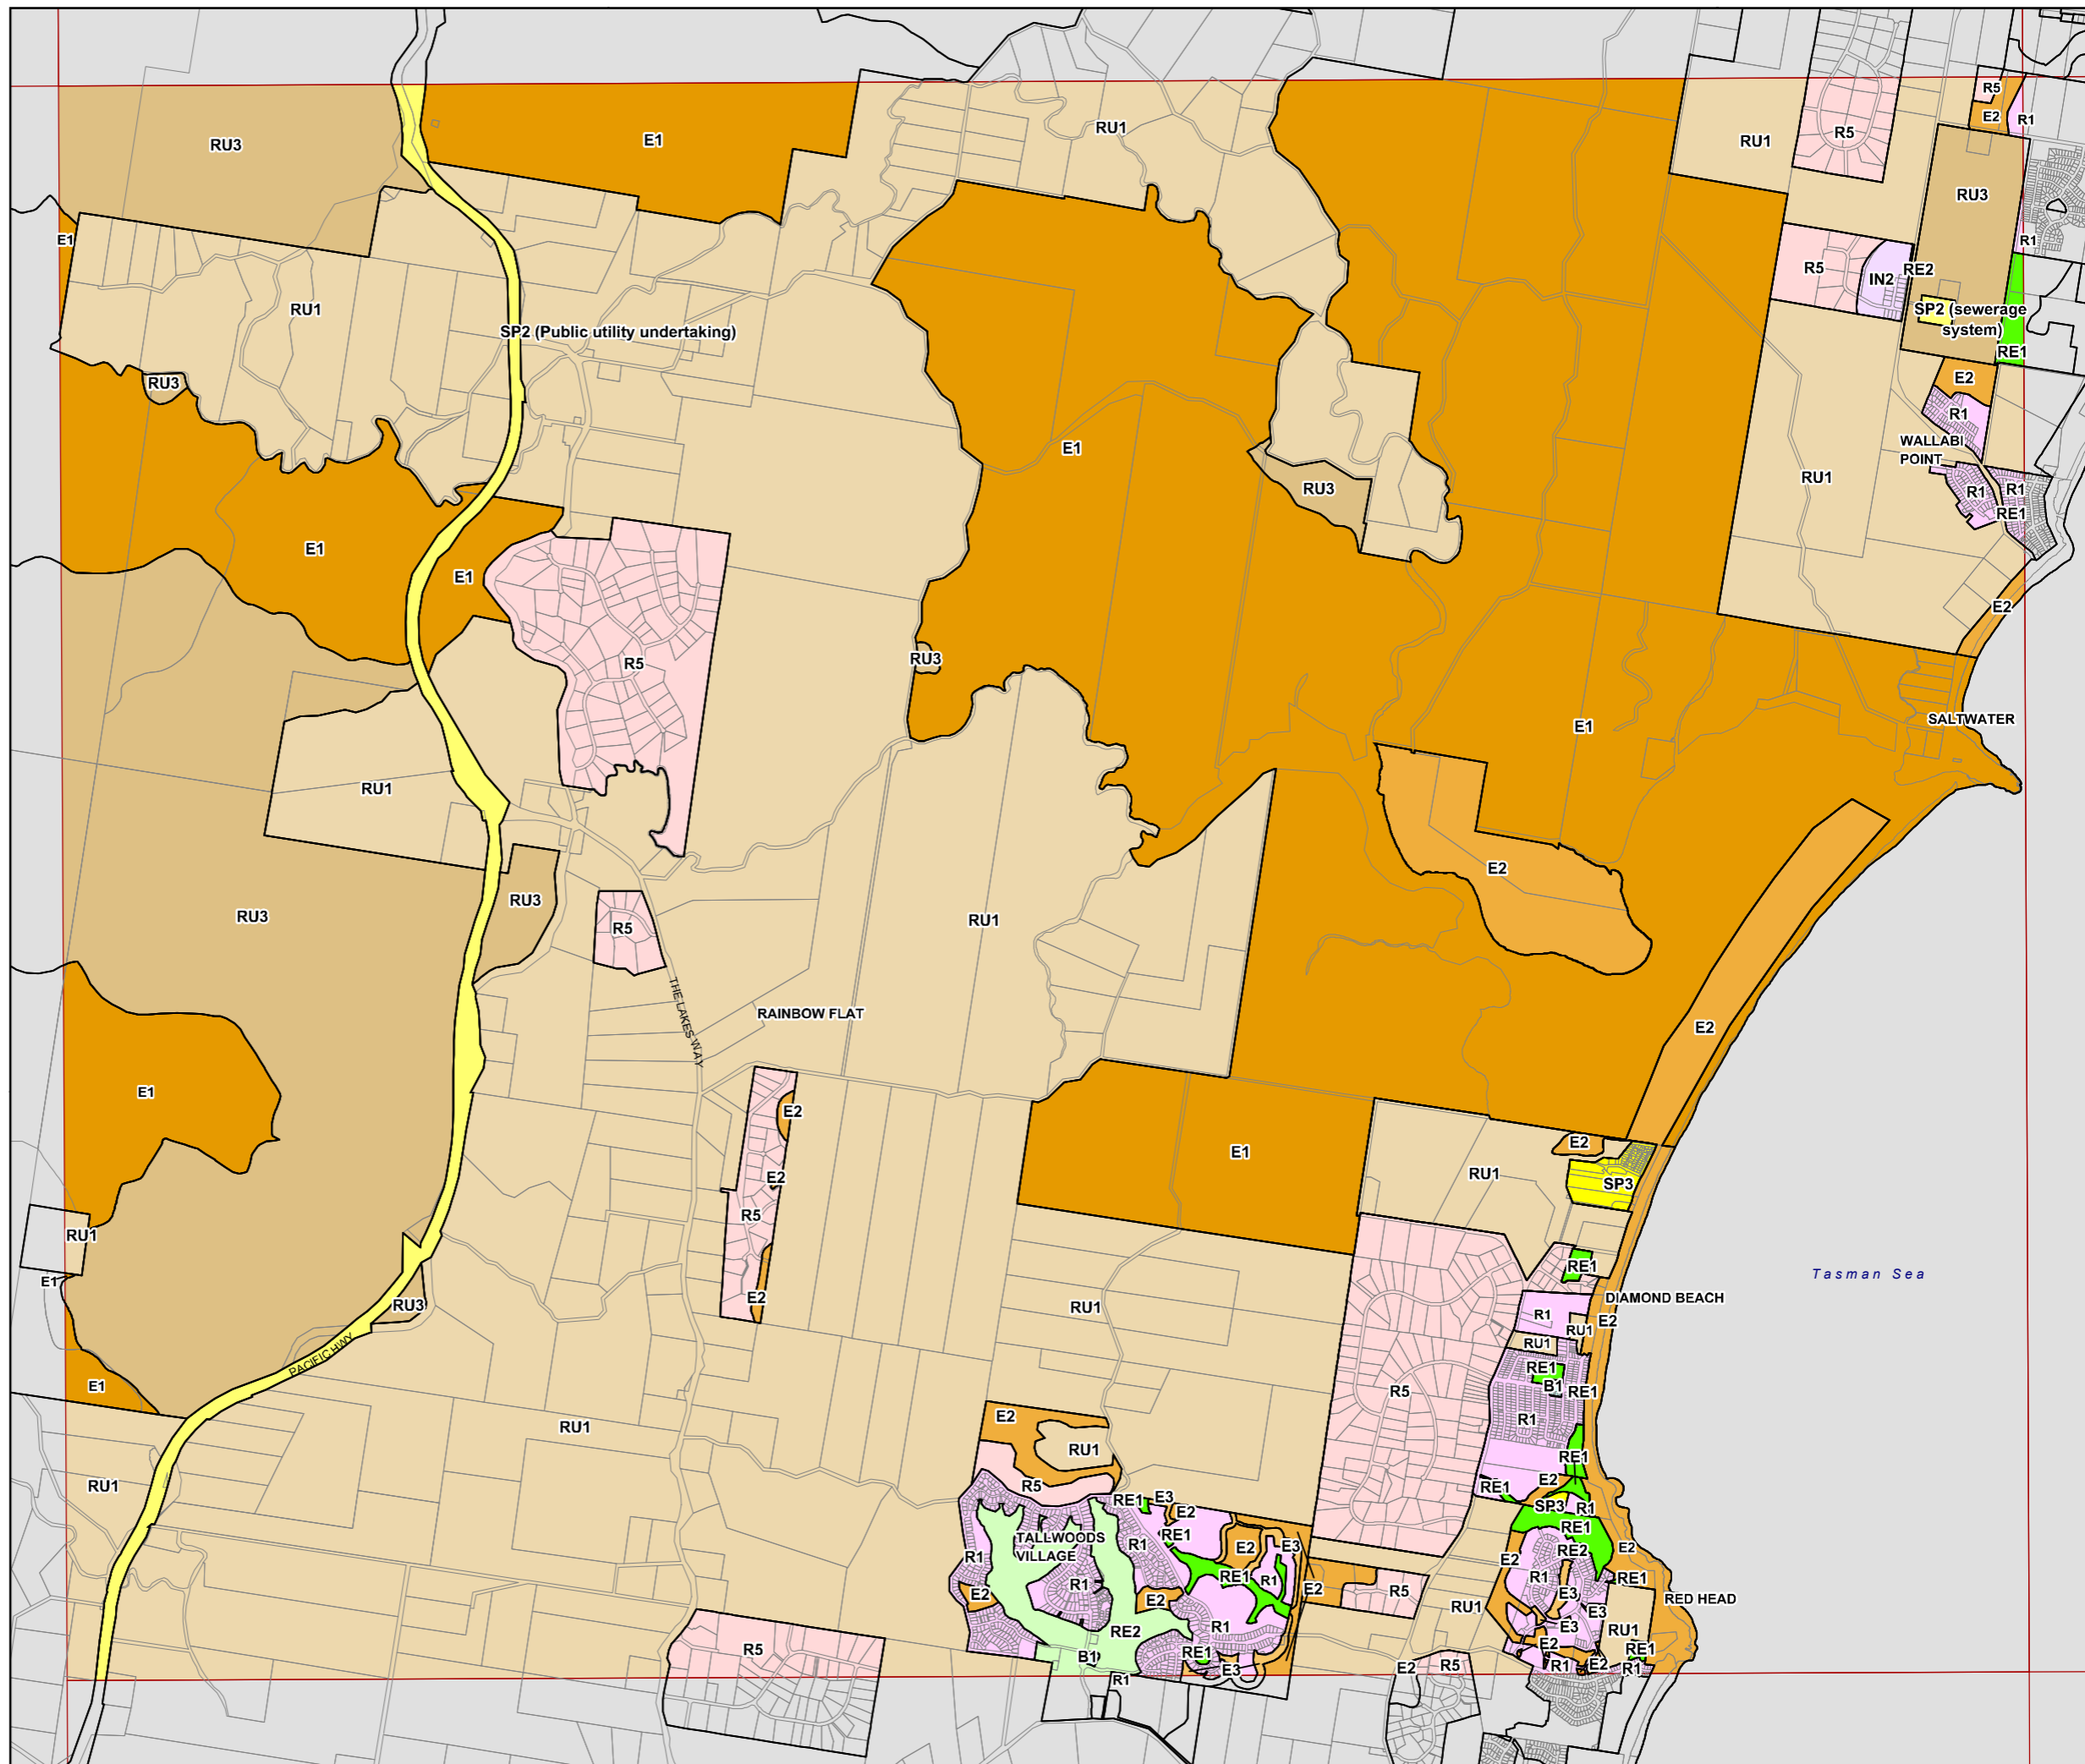 R5
E2
R1
RU3
E1
RU1
RU1
R5
RU3
E1
R1
R5
IN2
RE2
RU1
SP2 (Public utility undertaking)
SP2 (sewerage
system)
RE1
RU3
E2
R1
E1
WALLABI
POINT
RU1
RU3
R1
R1
RE1
E1
E1
E2
R5
RU3
SALTWATER
E1
RU1
E2
RU3
RU3
R5
RU1
THE LAKES WAY
RAINBOW FLAT
E2
E1
E2
E2
E1
RU1
SP3
E2
R5
RU1
E1
RE1
Tasman Sea
E2
RU3
RU1
DIAMOND BEACH
R1
RU1
E2
PACIFIC HWY
RU1
RE1
B1
RE1
E1
R5
E2
R1
RU1
RU1
RE1
RU1
R5
RE1
E2
RE1
E3
E2
SP3
R1
RE1
RE1
TALLWOODS
VILLAGE
R1
E2
E3
RE2
E2
R1
E2
RE1
R1
RE1
R1
E2
R5
R1
E3
E2
E2
RU1
RED HEAD
E3
R1
RE2
E3
RU1
R5
B1
RE1
E3
E2
RE1
E2
R5
R1
E2
R1
R1